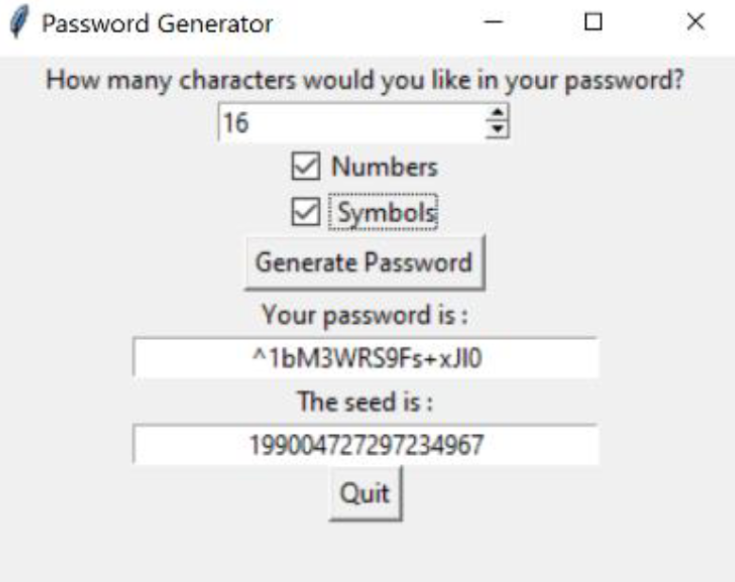 Password Generator
How many characters would you like in your password?
16
Numbers
Symbols
Generate Password
Your password is :
^1bM3WRS9Fs+xJI0
The seed is :
199004727297234967
Quit